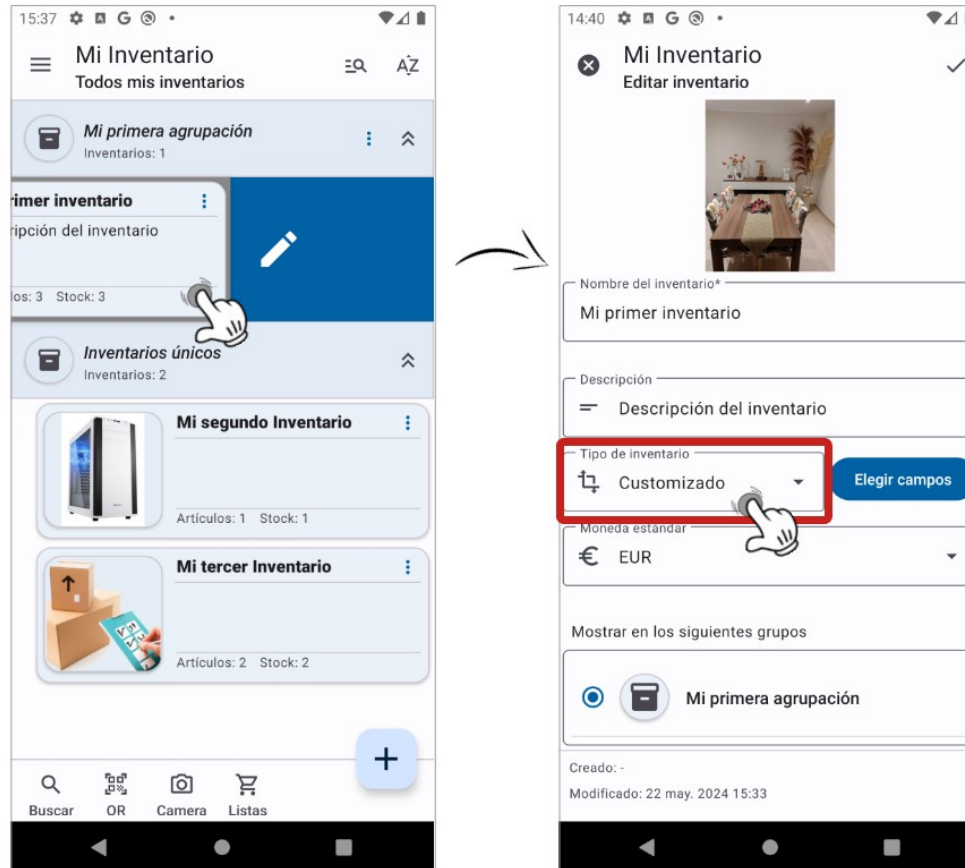 15:37
Mi Inventario
Todos mis inventarios
AZ
Mi primera agrupación
Inventarios: 1
rimer inventario
ripción del inventario
los: 3 Stock: 3
Inventarios únicos
Inventarios: 2
Mi segundo Inventario
Artículos: 1 Stock: 1
Mi tercer Inventario
Artículos: 2 Stock: 2
+
Buscar QR Camera Listas
14:40
Mi Inventario
Editar inventario
Nombre del inventario*
Mi primer inventario
Descripción
Descripción del inventario
Tipo de inventario
Customizado
Elegir campos
Moneda estándar
€ EUR
Mostrar en los siguientes grupos
Mi primera agrupación
Creado: -
Modificado: 22 may. 2024 15:33